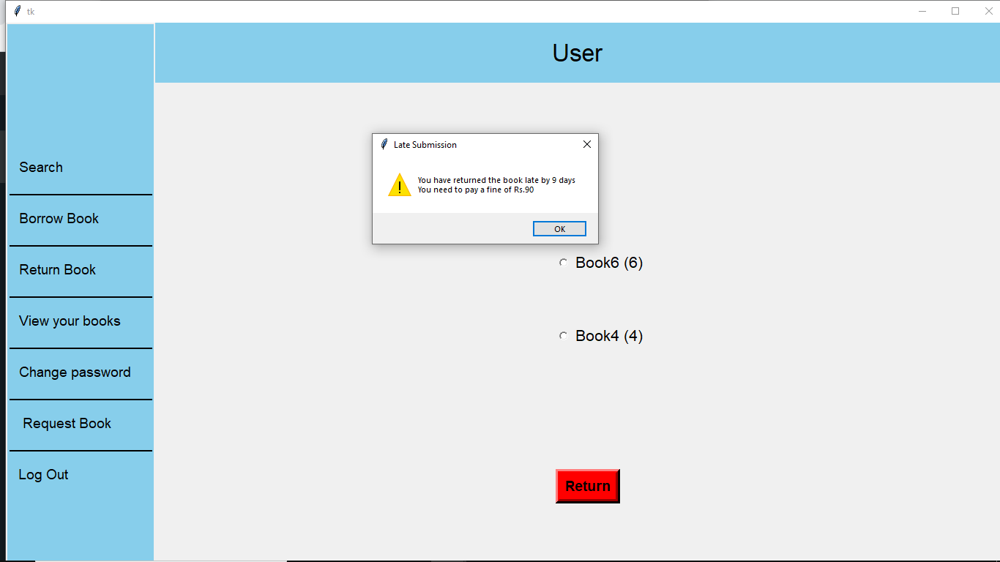 tk
User
Search
Borrow Book
Return Book
View your books
Change password
Request Book
Log Out
Late Submission
You have returned the book late by 9 days
You need to pay a fine of Rs.90
OK
Book6 (6)
Book4 (4)
Return